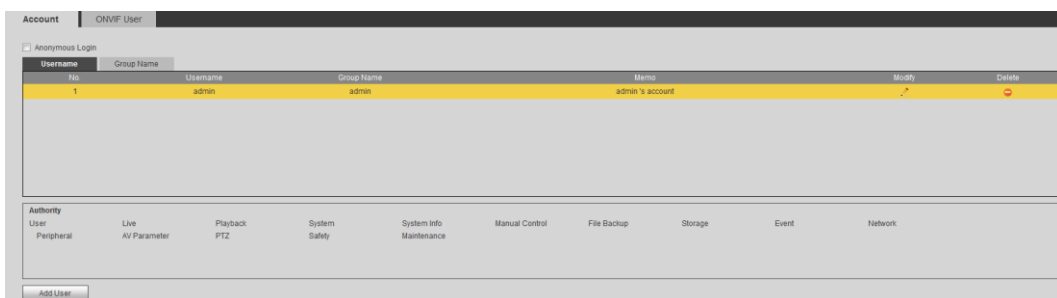 Account ONVIF User
Anonymous Login
Username Group Name
No. Username Group Name Memo Modify Delete
1 admin admin admin 's account
Authority
User Live Playback System System Info Manual Control File Backup Storage Event Network
Peripheral AV Parameter PTZ Safety Maintenance
Add User